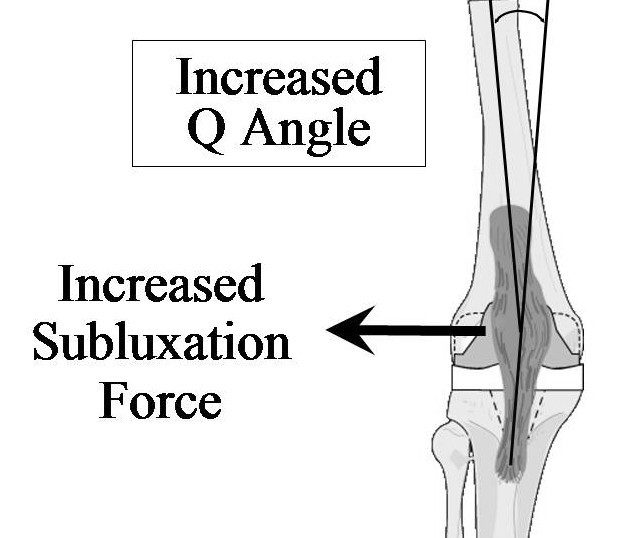 Increased
Q Angle
Increased
Subluxation
Force